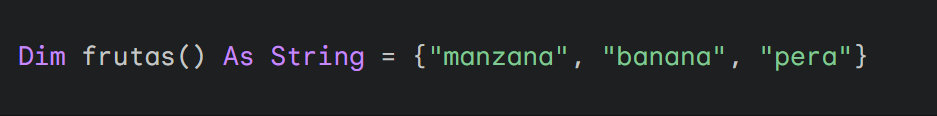 Dim frutas() As String = {"manzana", "banana", "pera"}